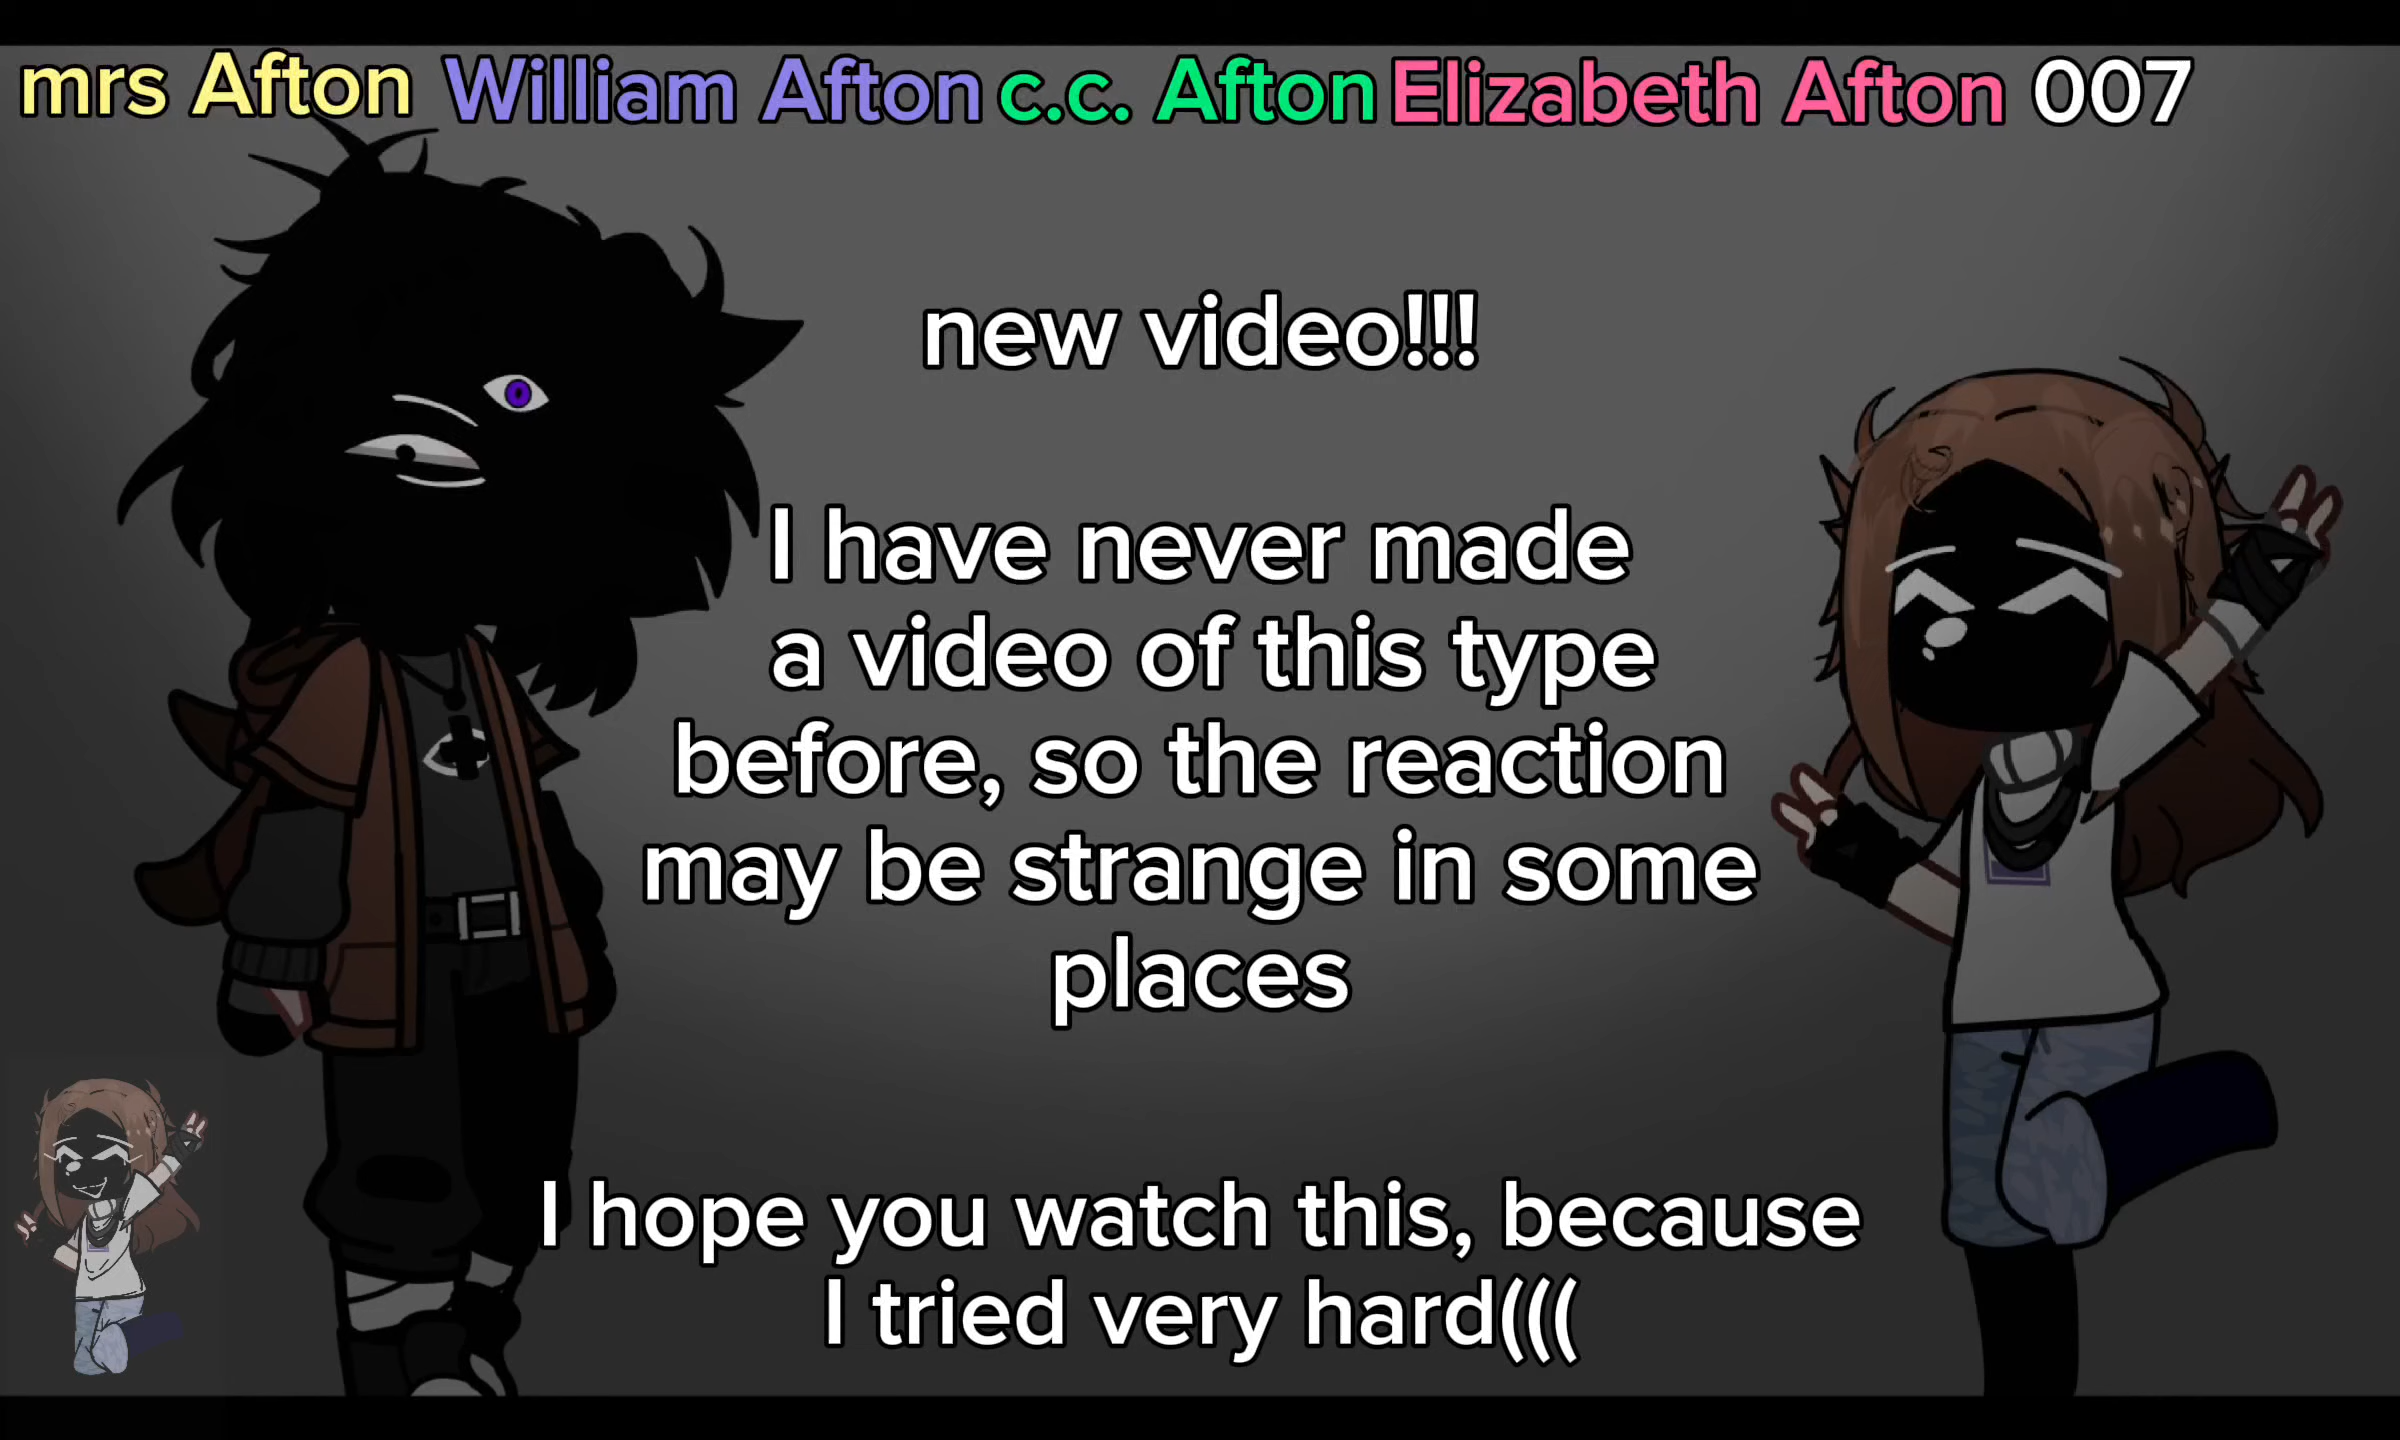 mrs Afton William Afton c.c. Afton Elizabeth Afton 007
new video!!!
I have never made
a video of this type
before, so the reaction
may be strange in some
places
I hope you watch this, because
I tried very hard(((